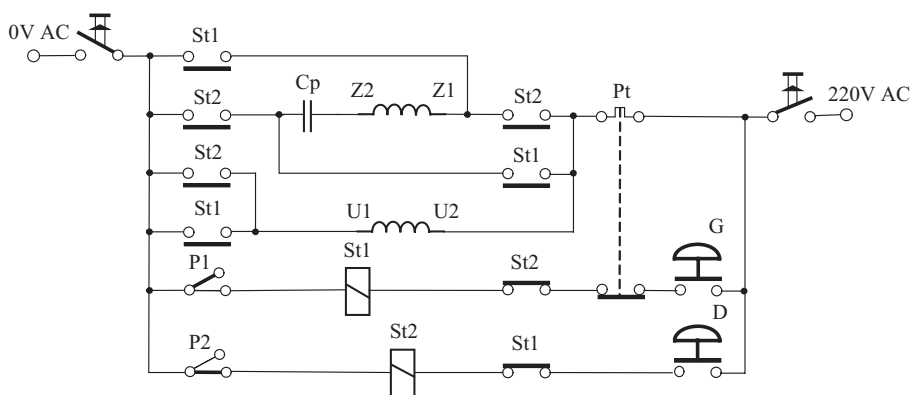 0V AC
St1
Cp
Z2
Z1
St2
St2
Pt
220V AC
St2
St1
St1
U1
U2
G
P1
St1
St2
D
P2
St2
St1